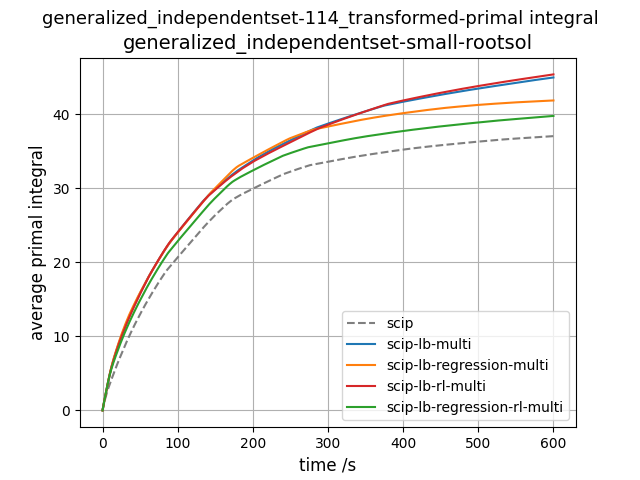 generalized_independentset-114_transformed-primal integral
generalized_independentset-small-rootsol
average primal integral
40
30
20
10
0
scip
scip-lb-multi
scip-lb-regression-multi
scip-lb-rl-multi
scip-lb-regression-rl-multi
0 100 200 300 400 500 600
time /s